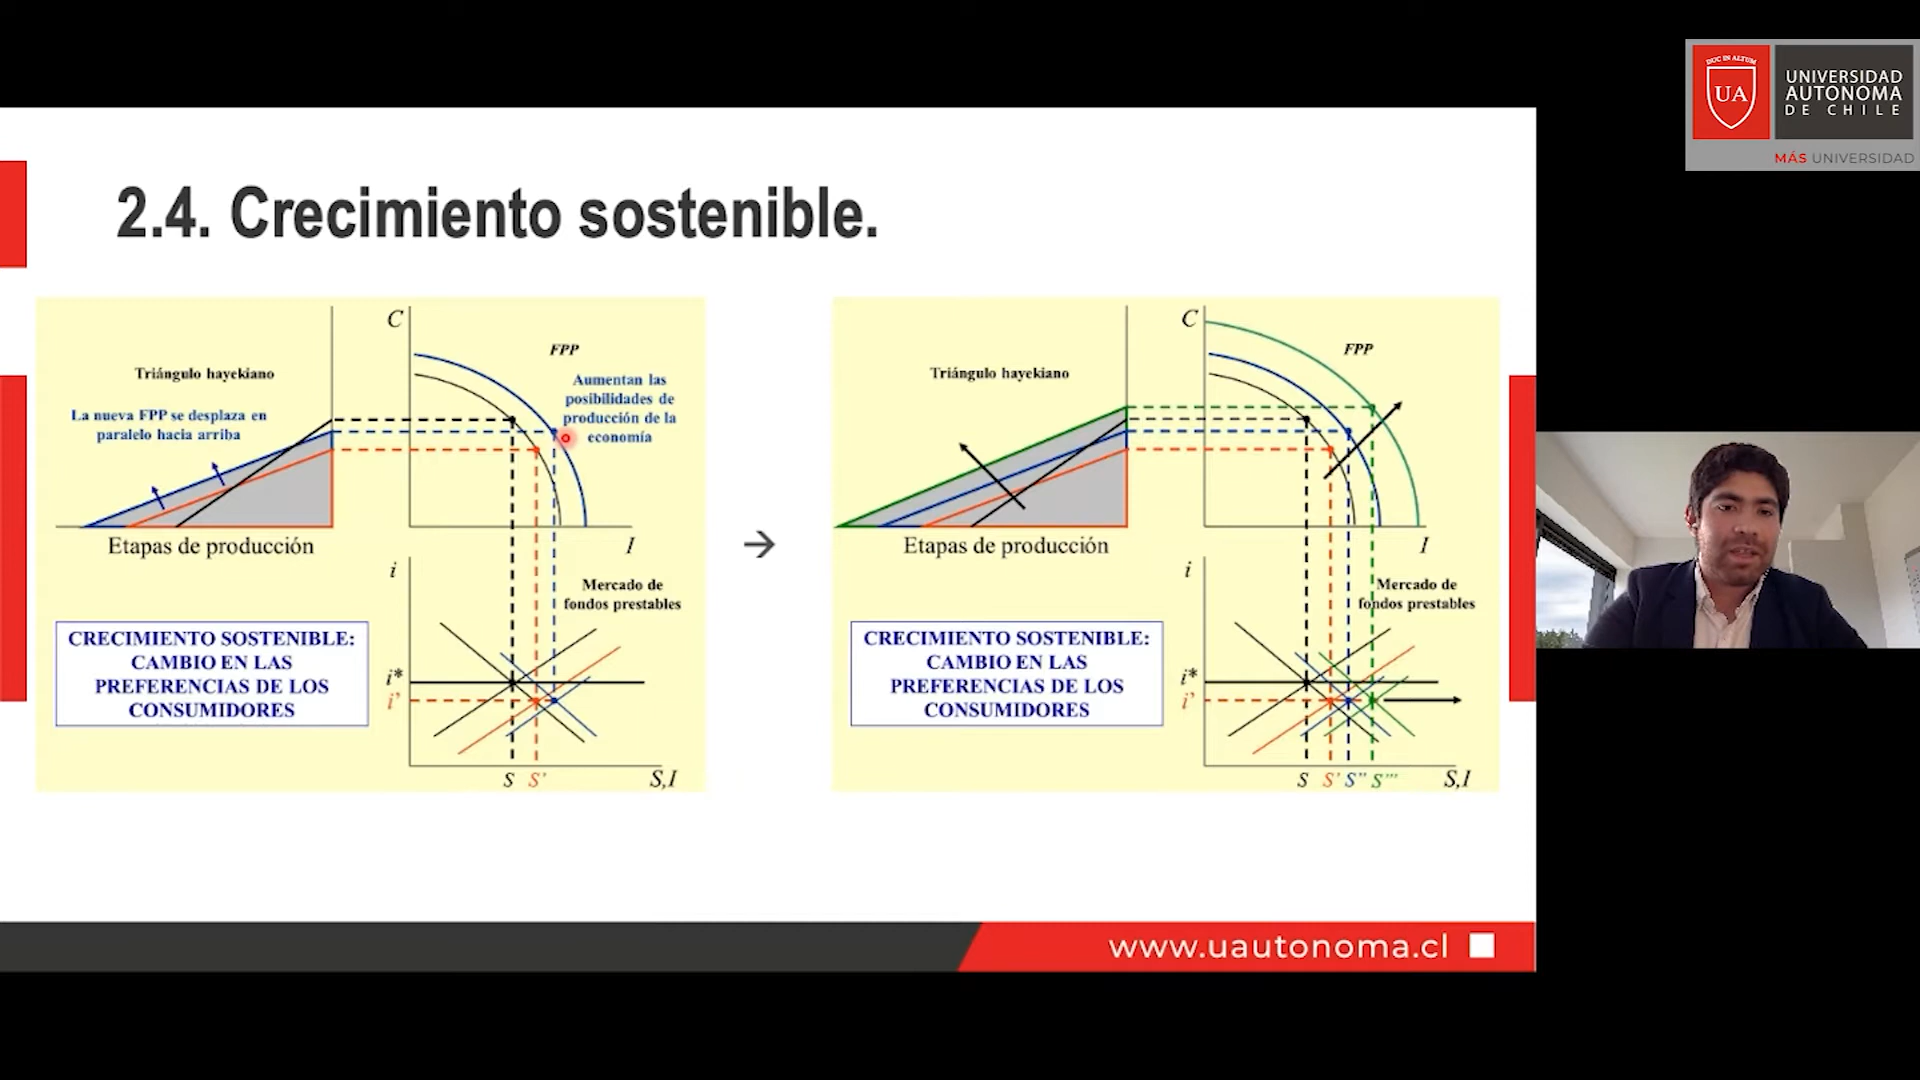 DUC IN ALTUM
UA
UNIVERSIDAD
AUTONOMA
DE CHILE
MÁS UNIVERSIDAD
2.4. Crecimiento sostenible.
C
FPP
Triángulo hayekiano
La nueva FPP se desplaza en
paralelo hacia arriba
Aumentan las
posibilidades de
producción de la
economía
Etapas de producción
I
i
Mercado de
fondos prestables
CRECIMIENTO SOSTENIBLE:
CAMBIO EN LAS
PREFERENCIAS DE LOS
CONSUMIDORES
i*
i'
S S'
S,I
→
C
FPP
Triángulo hayekiano
Etapas de producción
I
i
Mercado de
fondos prestables
CRECIMIENTO SOSTENIBLE:
CAMBIO EN LAS
PREFERENCIAS DE LOS
CONSUMIDORES
i*
i'
S S' S'' S'''
S,I
www.uautonoma.cl